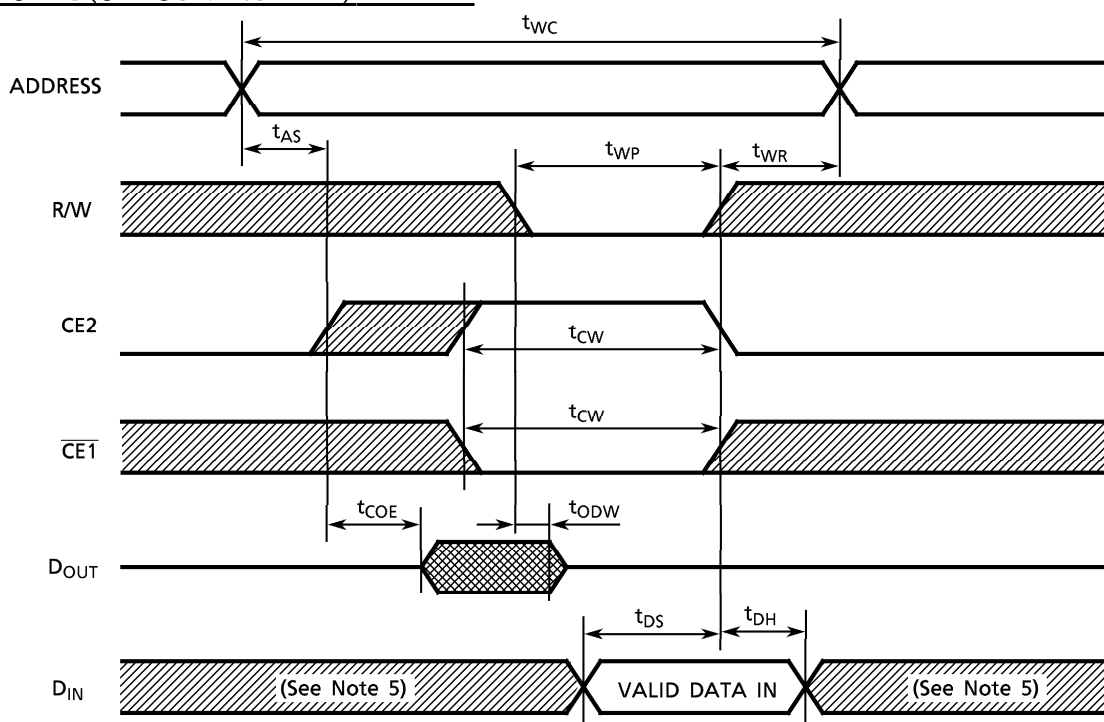 tWC
ADDRESS
tAS
tWP
tWR
R/W
CE2
tCW
tCW
CE1
tCOE
tODW
DOUT
tDS
tDH
DIN
(See Note 5)
VALID DATA IN
(See Note 5)